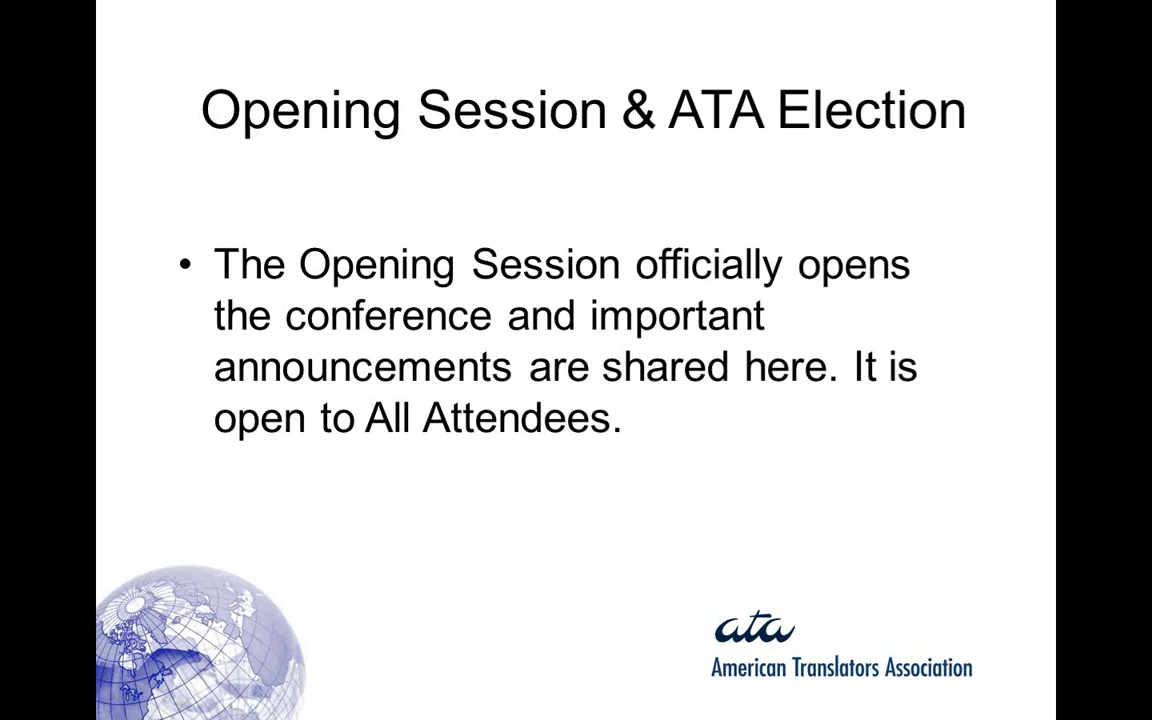 Opening Session & ATA Election
• The Opening Session officially opens
the conference and important
announcements are shared here. It is
open to All Attendees.
ata
American Translators Association